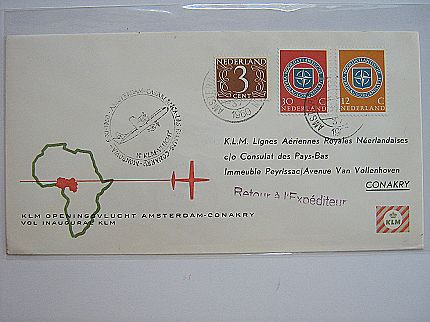 NEDERLAND
3
CENT
30 C
NEDERLAND
12 C
NEDERLAND
1960
K.L.M. Lignes Aériennes Royales Néerlandaises
c/o Consulat des Pays-Bas
Immeuble Peyrissac/Avenue Van Vollenhoven
CONAKRY
Retour à l'Expéditeur
KLM OPENINGSVLUCHT AMSTERDAM-CONAKRY
VOL INAUGURAL KLM
KLM